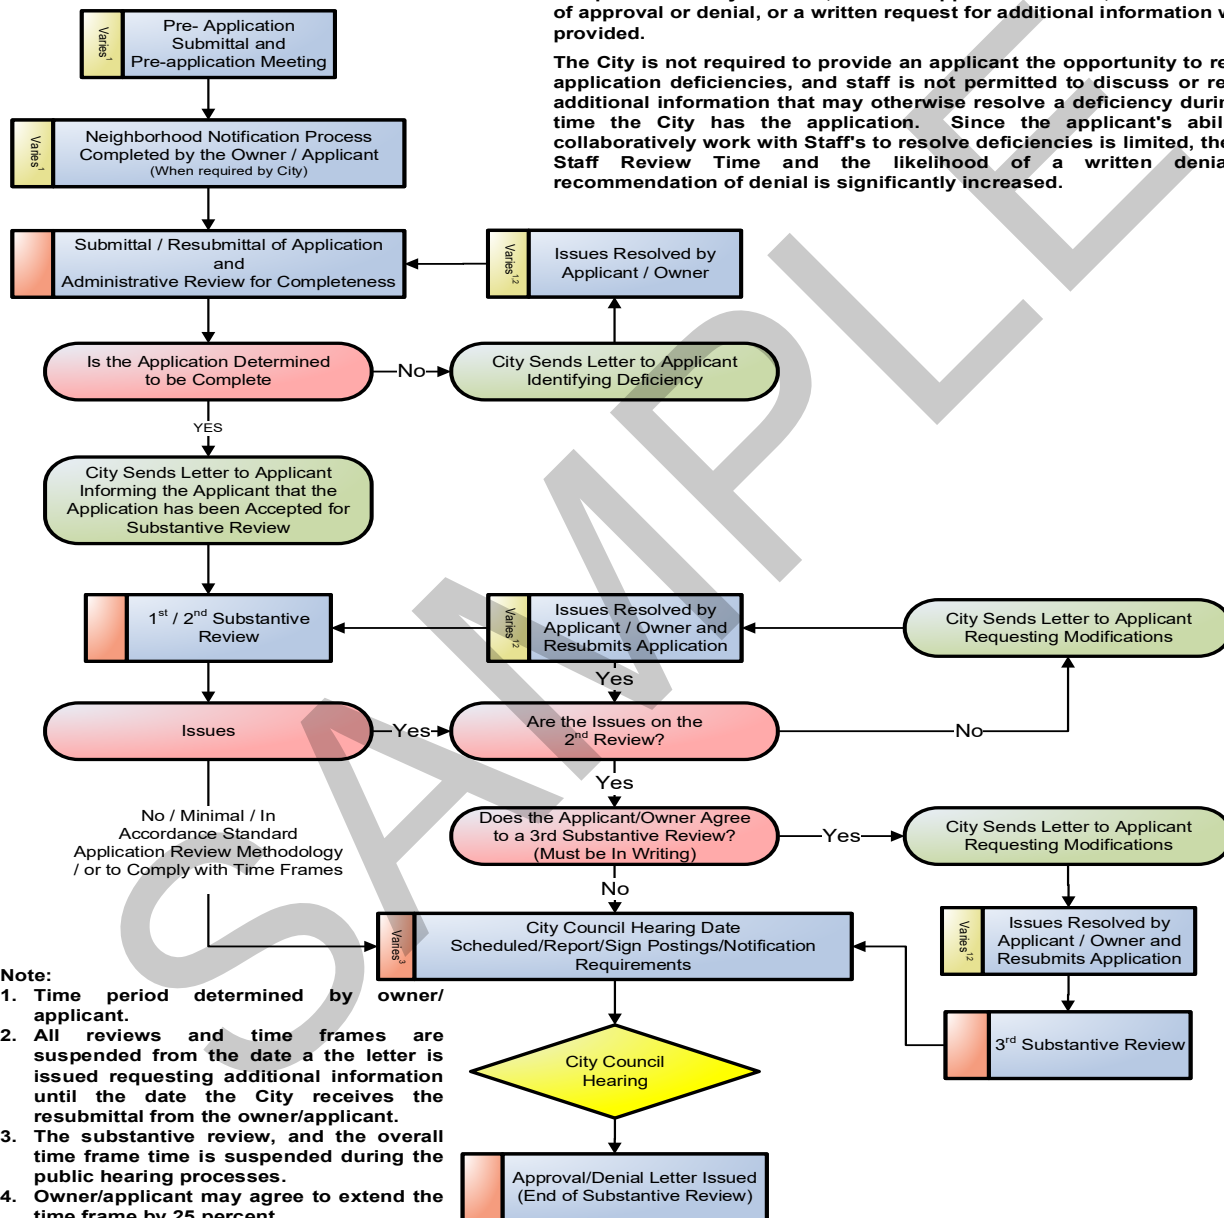 of approval or denial, or a written request for additional information
provided.
The City is not required to provide an applicant the opportunity to
application deficiencies, and staff is not permitted to discuss or
additional information that may otherwise resolve a deficiency
time the City has the application. Since the applicant's
collaboratively work with Staff's to resolve deficiencies is limited,
Staff Review Time and the likelihood of a written
recommendation of denial is significantly increased.
Varies1
Pre- Application
Submittal and
Pre-application Meeting
Varies1
Neighborhood Notification Process
Completed by the Owner / Applicant
(When required by City)
Submittal / Resubmittal of Application
and
Administrative Review for Completeness
Varies1,2
Issues Resolved by
Applicant / Owner
Is the Application Determined
to be Complete
No
City Sends Letter to Applicant
Identifying Deficiency
YES
City Sends Letter to Applicant
Informing the Applicant that the
Application has been Accepted for
Substantive Review
1st / 2nd Substantive
Review
Varies1,2
Issues Resolved by
Applicant / Owner and
Resubmits Application
City Sends Letter to Applicant
Requesting Modifications
Yes
Issues
Yes
Are the Issues on the
2nd Review?
No
Yes
No / Minimal / In
Accordance Standard
Application Review Methodology
/ or to Comply with Time Frames
Does the Applicant/Owner Agree
to a 3rd Substantive Review?
(Must be In Writing)
Yes
City Sends Letter to Applicant
Requesting Modifications
No
Varies3
City Council Hearing Date
Scheduled/Report/Sign Postings/Notification
Requirements
Varies1,2
Issues Resolved by
Applicant / Owner and
Resubmits Application
3rd Substantive Review
City Council
Hearing
Approval/Denial Letter Issued
(End of Substantive Review)
Note:
1. Time period determined by owner/
applicant.
2. All reviews and time frames are
suspended from the date a the letter is
issued requesting additional information
until the date the City receives the
resubmittal from the owner/applicant.
3. The substantive review, and the overall
time frame time is suspended during the
public hearing processes.
4. Owner/applicant may agree to extend the
time frame by 25 percent
SAMPLE